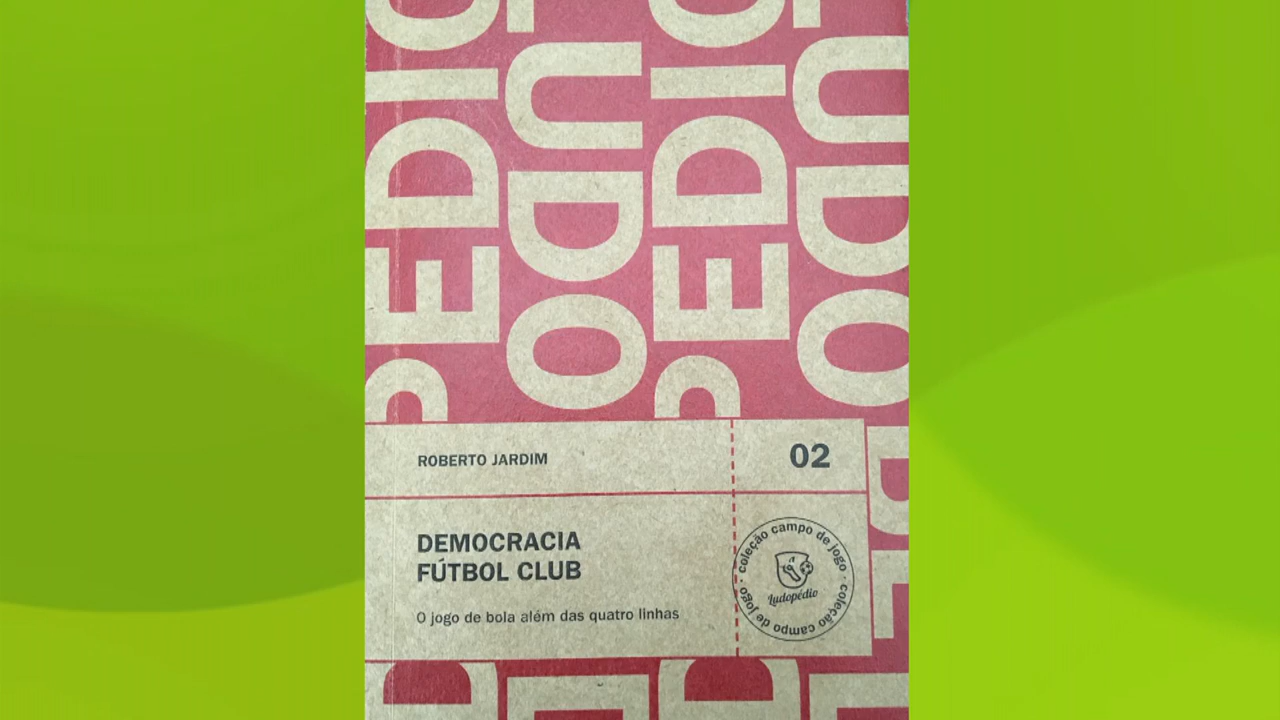 ROBERTO JARDIM
02
DEMOCRACIA
FÚTBOL CLUB
O jogo de bola além das quatro linhas
coleção campo de jogo · coleção campo de jogo ·
Ludopédio